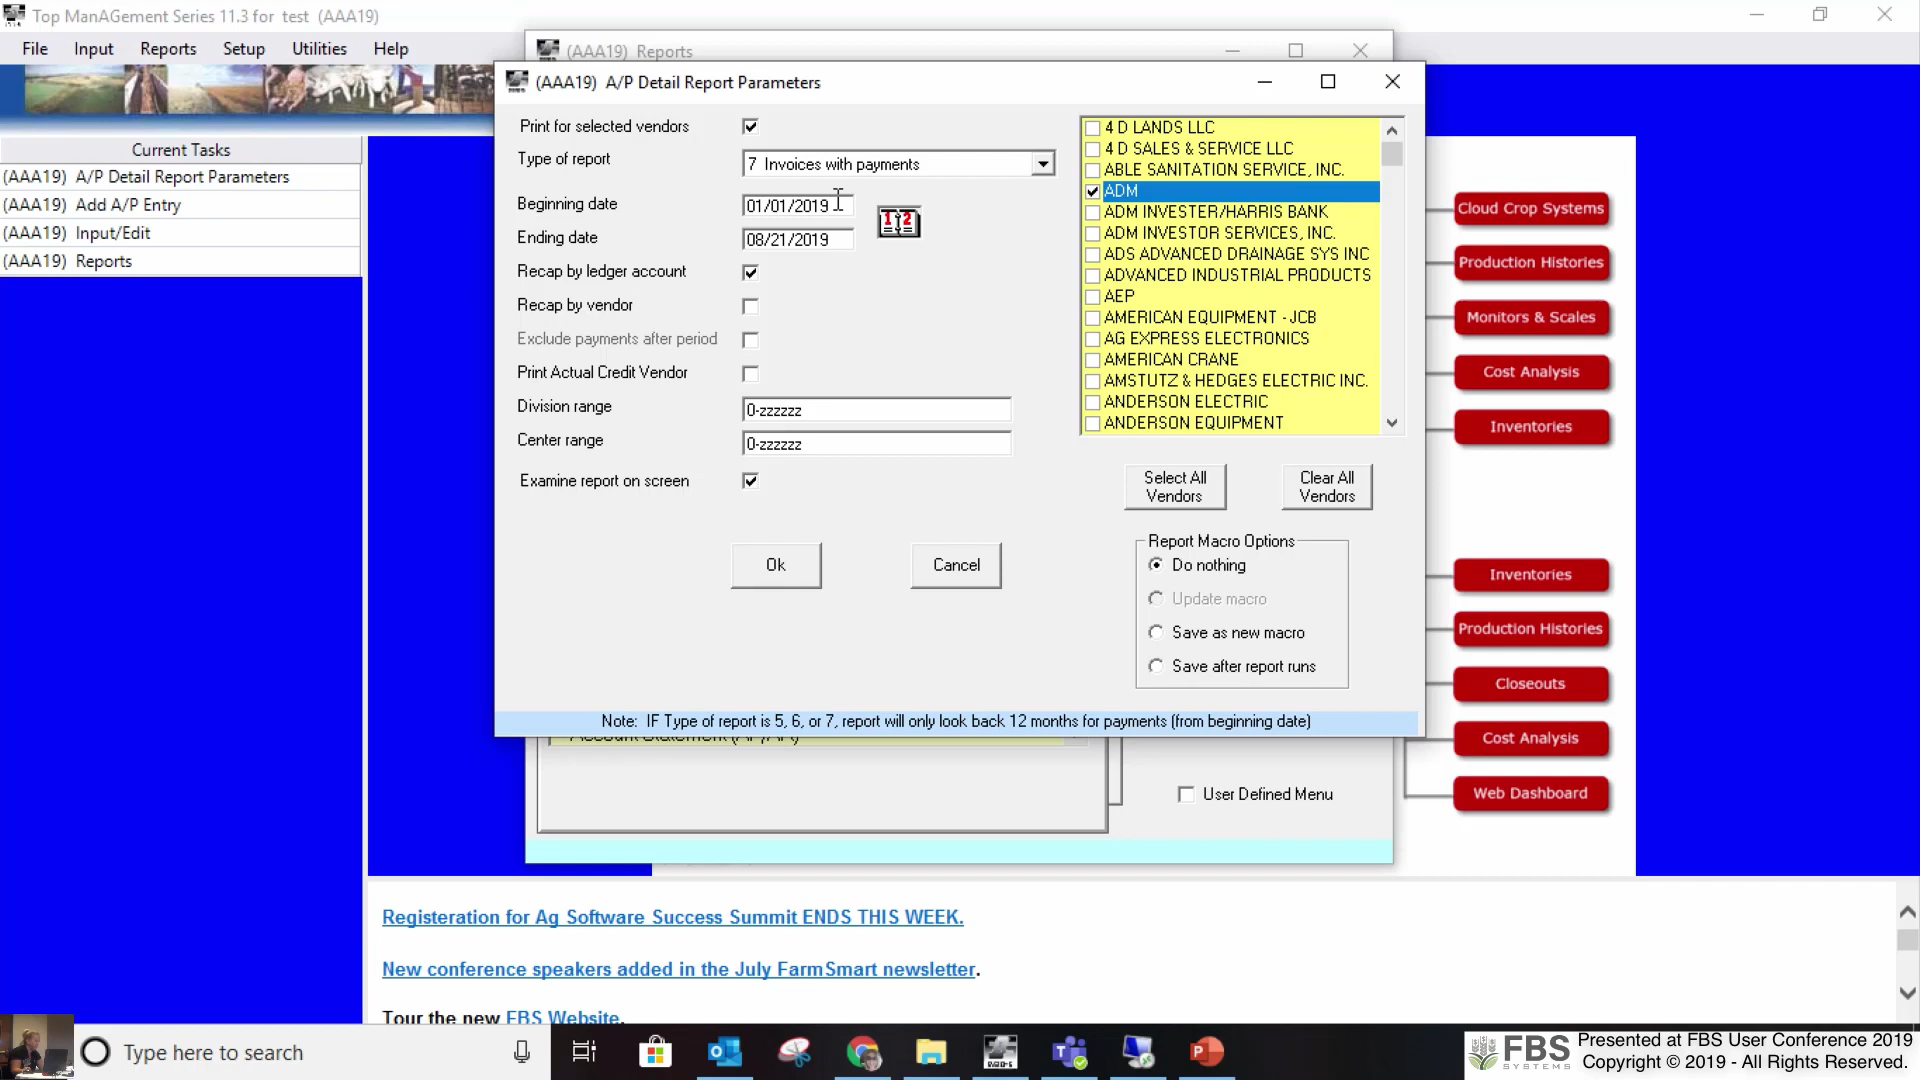 Top ManAGement Series 11.3 for test (AAA19)
File Input Reports Setup Utilities Help
(AAA19) Reports
(AAA19) A/P Detail Report Parameters
Current Tasks
(AAA19) A/P Detail Report Parameters
(AAA19) Add A/P Entry
(AAA19) Input/Edit
(AAA19) Reports
Print for selected vendors
Type of report
7 Invoices with payments
Beginning date
01/01/2019
Ending date
08/21/2019
1 2
Recap by ledger account
Recap by vendor
Exclude payments after period
Print Actual Credit Vendor
Division range
0-zzzzzz
Center range
0-zzzzzz
Examine report on screen
Ok
Cancel
4 D LANDS LLC
4 D SALES & SERVICE LLC
ABLE SANITATION SERVICE, INC.
ADM
ADM INVESTER/HARRIS BANK
ADM INVESTOR SERVICES, INC.
ADS ADVANCED DRAINAGE SYS INC
ADVANCED INDUSTRIAL PRODUCTS
AEP
AMERICAN EQUIPMENT - JCB
AG EXPRESS ELECTRONICS
AMERICAN CRANE
AMSTUTZ & HEDGES ELECTRIC INC.
ANDERSON ELECTRIC
ANDERSON EQUIPMENT
Select All
Vendors
Clear All
Vendors
Report Macro Options
Do nothing
Update macro
Save as new macro
Save after report runs
Note: IF Type of report is 5, 6, or 7, report will only look back 12 months for payments (from beginning date)
Account Statement (AP/AR)
User Defined Menu
Cloud Crop Systems
Production Histories
Monitors & Scales
Cost Analysis
Inventories
Inventories
Production Histories
Closeouts
Cost Analysis
Web Dashboard
Registeration for Ag Software Success Summit ENDS THIS WEEK.
New conference speakers added in the July FarmSmart newsletter.
Tour the new FBS Website.
Type here to search
FBS
SYSTEMS
Presented at FBS User Conference 2019
Copyright © 2019 - All Rights Reserved.